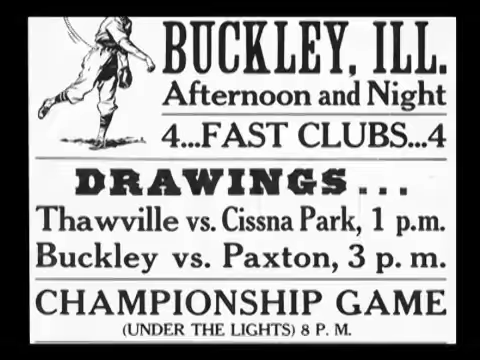 BUCKLEY, ILL.
Afternoon and Night
4...FAST CLUBS...4
DRAWINGS...
Thawville vs. Cissna Park, 1 p.m.
Buckley vs. Paxton, 3 p. m.
CHAMPIONSHIP GAME
(UNDER THE LIGHTS) 8 P. M.